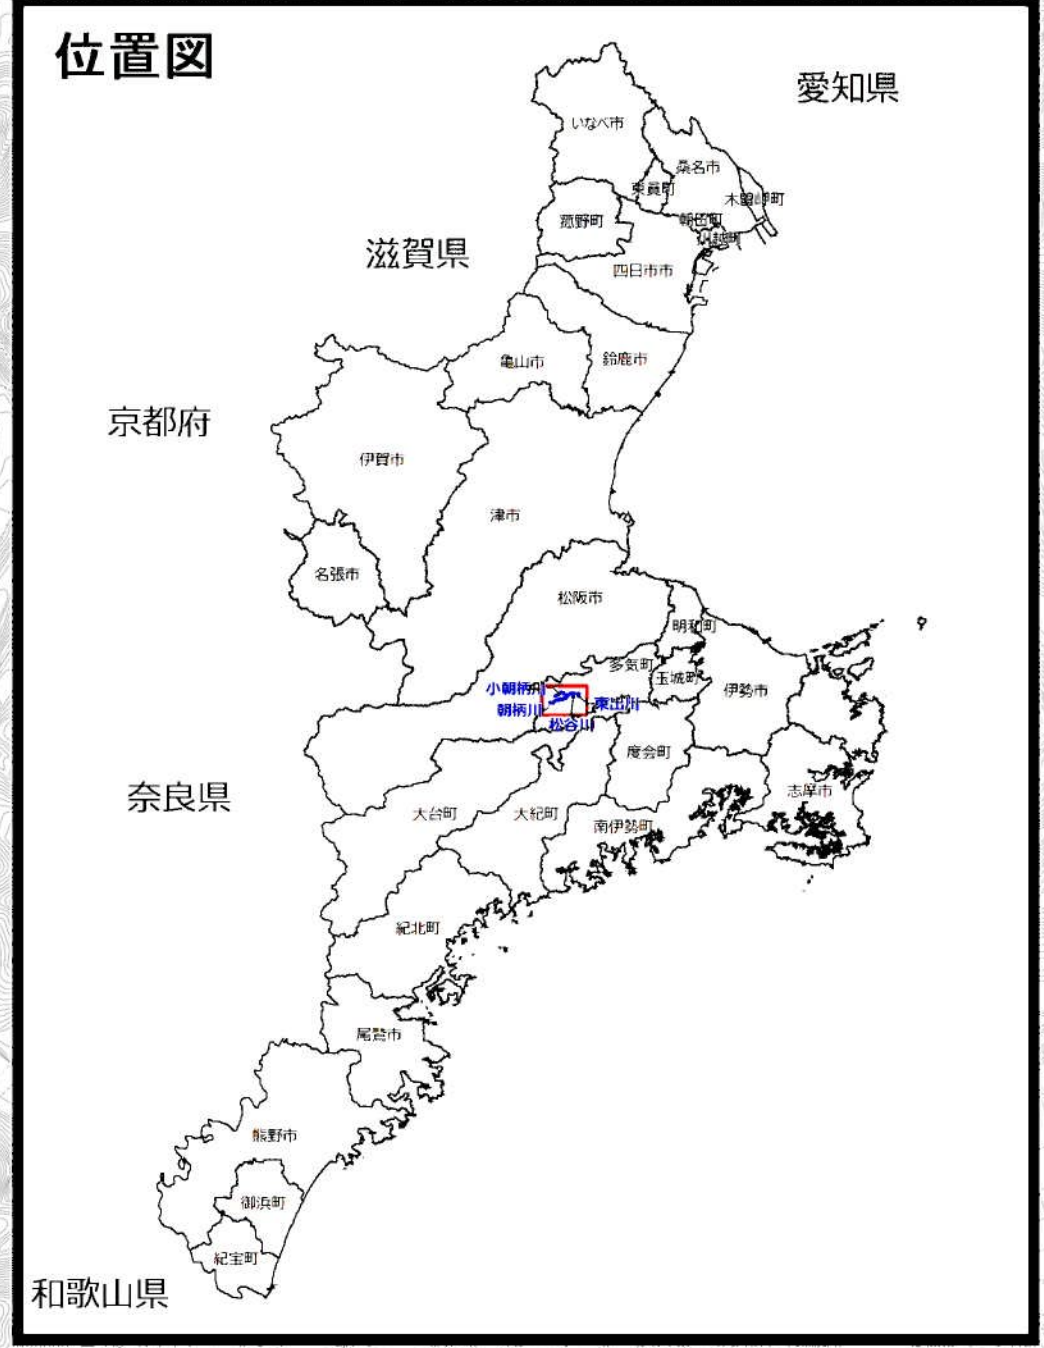 位置図
愛知県
いなべ市
桑名市
東員町
木曽岬町
菰野町
朝日町
川越町
滋賀県
四日市市
亀山市
鈴鹿市
京都府
伊賀市
津市
名張市
松阪市
明和町
多気町
玉城町
伊勢市
小朝柄川
朝柄川
東出川
松谷川
度会町
奈良県
志摩市
大台町
大紀町
南伊勢町
紀北町
尾鷲市
熊野市
御浜町
紀宝町
和歌山県